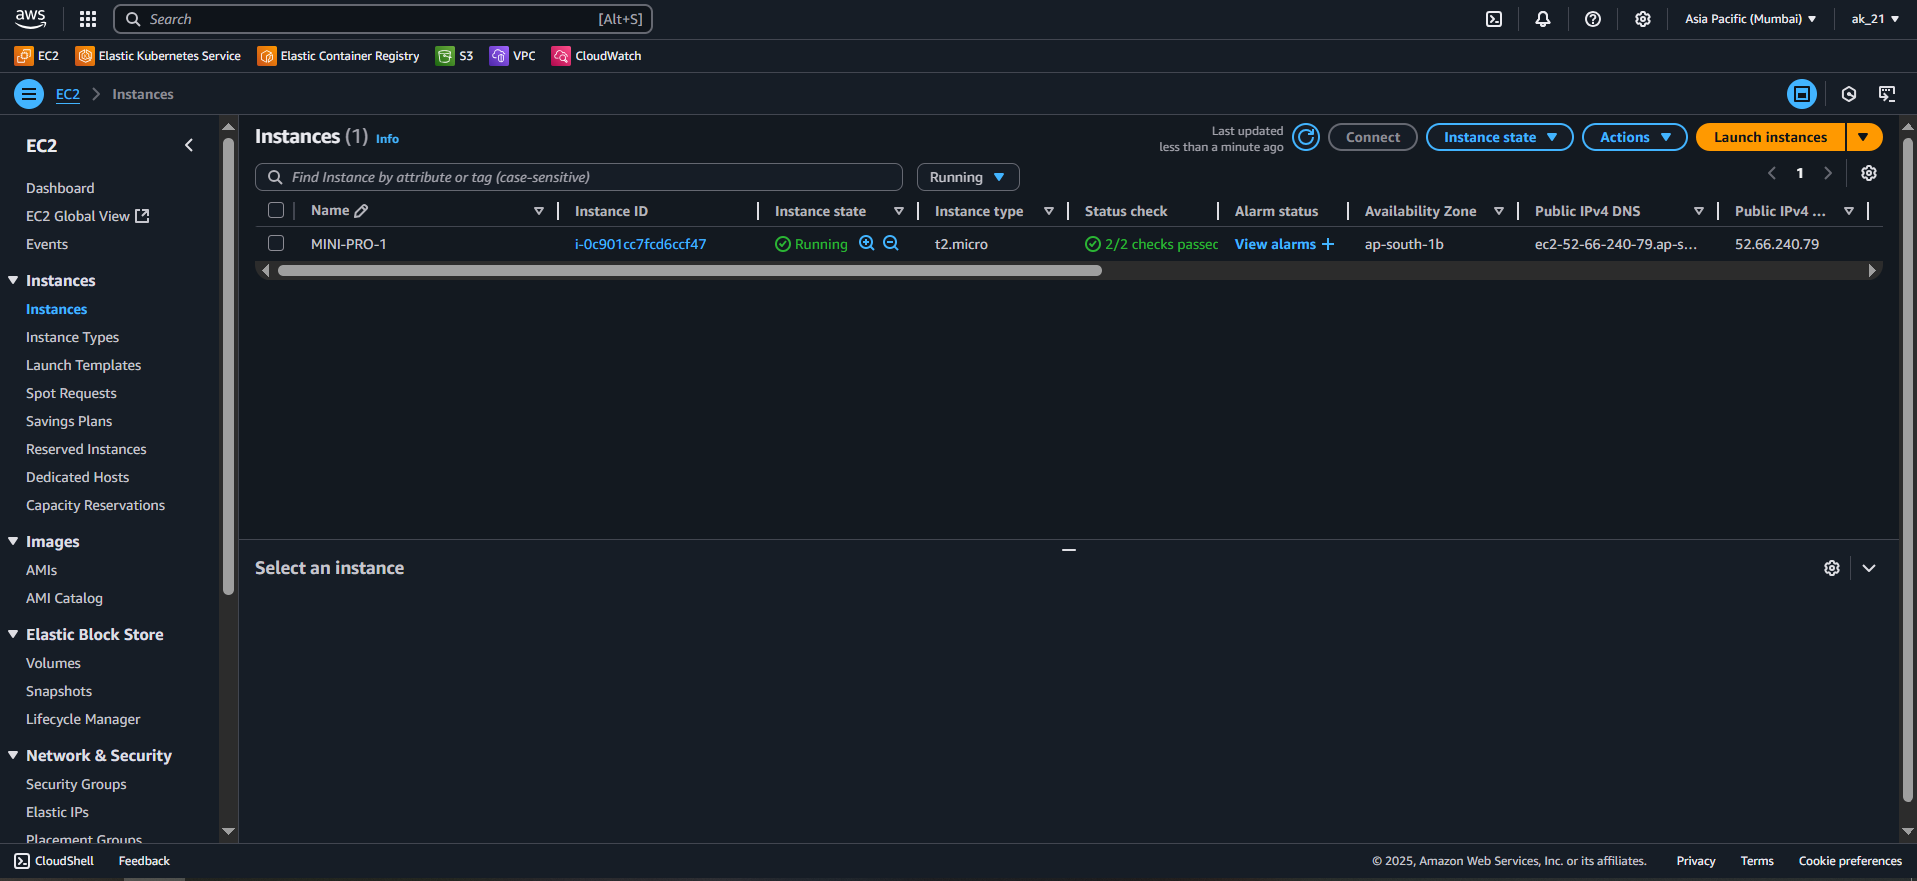 aws Search [Alt+S] Asia Pacific (Mumbai) ak_21
EC2 Elastic Kubernetes Service Elastic Container Registry S3 VPC CloudWatch
EC2 Instances
EC2
Dashboard
EC2 Global View
Events
Instances
Instances
Instance Types
Launch Templates
Spot Requests
Savings Plans
Reserved Instances
Dedicated Hosts
Capacity Reservations
Images
AMIs
AMI Catalog
Elastic Block Store
Volumes
Snapshots
Lifecycle Manager
Network & Security
Security Groups
Elastic IPs
Placement Groups
Instances (1) Info
Last updated
less than a minute ago
Connect Instance state Actions Launch instances
Find Instance by attribute or tag (case-sensitive) Running 1
Name Instance ID Instance state Instance type Status check Alarm status Availability Zone Public IPv4 DNS Public IPv4 ...
MINI-PRO-1 i-0c901cc7fcd6ccf47 Running t2.micro 2/2 checks passec View alarms + ap-south-1b ec2-52-66-240-79.ap-s... 52.66.240.79
Select an instance
CloudShell Feedback © 2025, Amazon Web Services, Inc. or its affiliates. Privacy Terms Cookie preferences